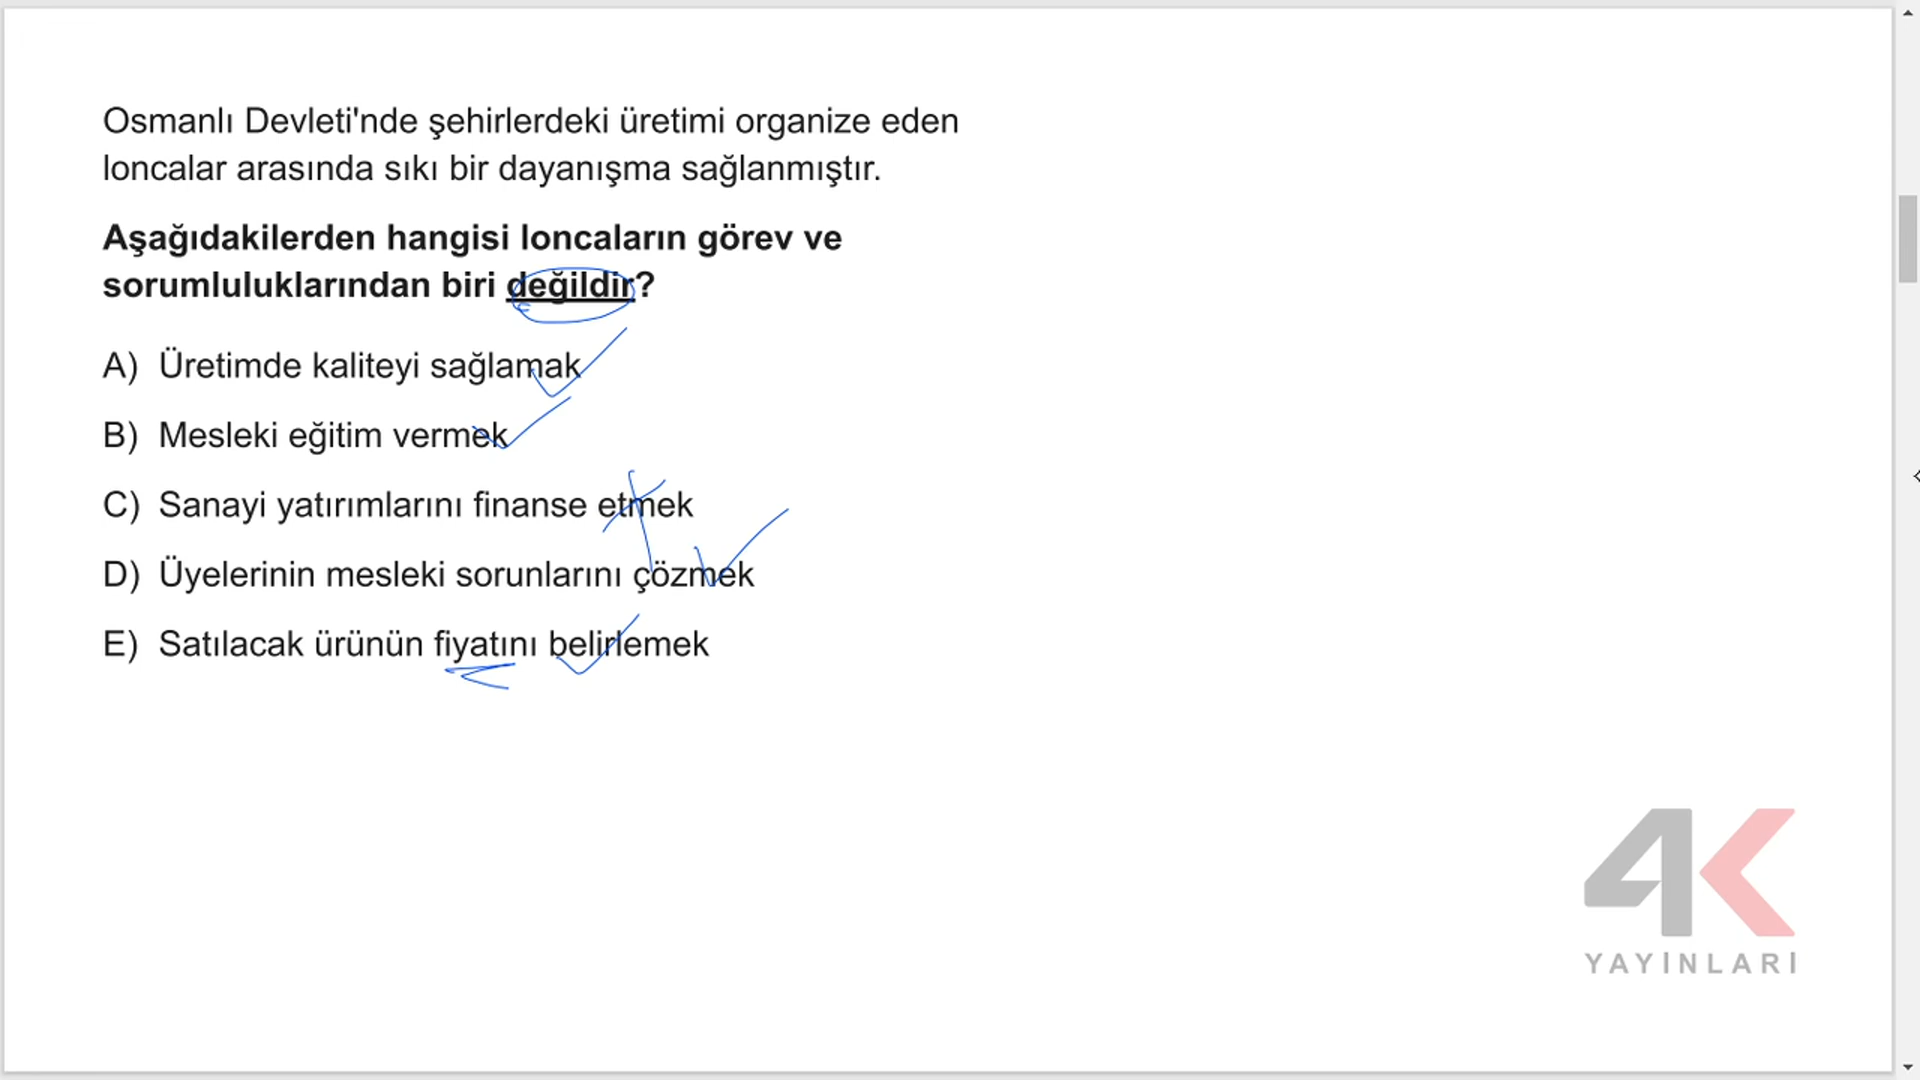 Osmanlı Devleti'nde şehirlerdeki üretimi organize eden
loncalar arasında sıkı bir dayanışma sağlanmıştır.
Aşağıdakilerden hangisi loncaların görev ve
sorumluluklarından biri değildir?
A) Üretimde kaliteyi sağlamak
B) Mesleki eğitim vermek
C) Sanayi yatırımlarını finanse etmek
D) Üyelerinin mesleki sorunlarını çözmek
E) Satılacak ürünün fiyatını belirlemek
4K
YAYINLARI